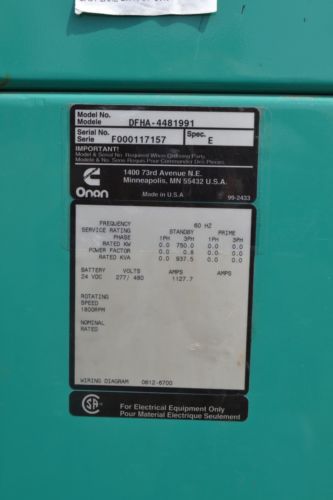 Model No.
Modele DFHA-4481991
Serial No.
Serie F000117157 Spec. E
IMPORTANT!
Model & Serial No. Required When Ordering Parts
Modele & No. Serie Requis Pour Commander Des Pieces
Onan
1400 73rd Avenue N.E.
Minneapolis, MN 55432 U.S.A.
Made in U.S.A 99-2433
FREQUENCY 60 HZ
SERVICE RATING STANDBY PRIME
PHASE 1PH 3PH 1PH 3PH
RATED KW 0.0 750.0 0.0 0.0
POWER FACTOR 0.0 0.8 0.0 0.0
RATED KVA 0.0 937.5 0.0 0.0
BATTERY VOLTS AMPS AMPS
24 VDC 277/ 480 1127.7
ROTATING
SPEED
1800RPM
NOMINAL
RATED
WIRING DIAGRAM 0612-6700
For Electrical Equipment Only
Pour Materiel Electrique Seulement